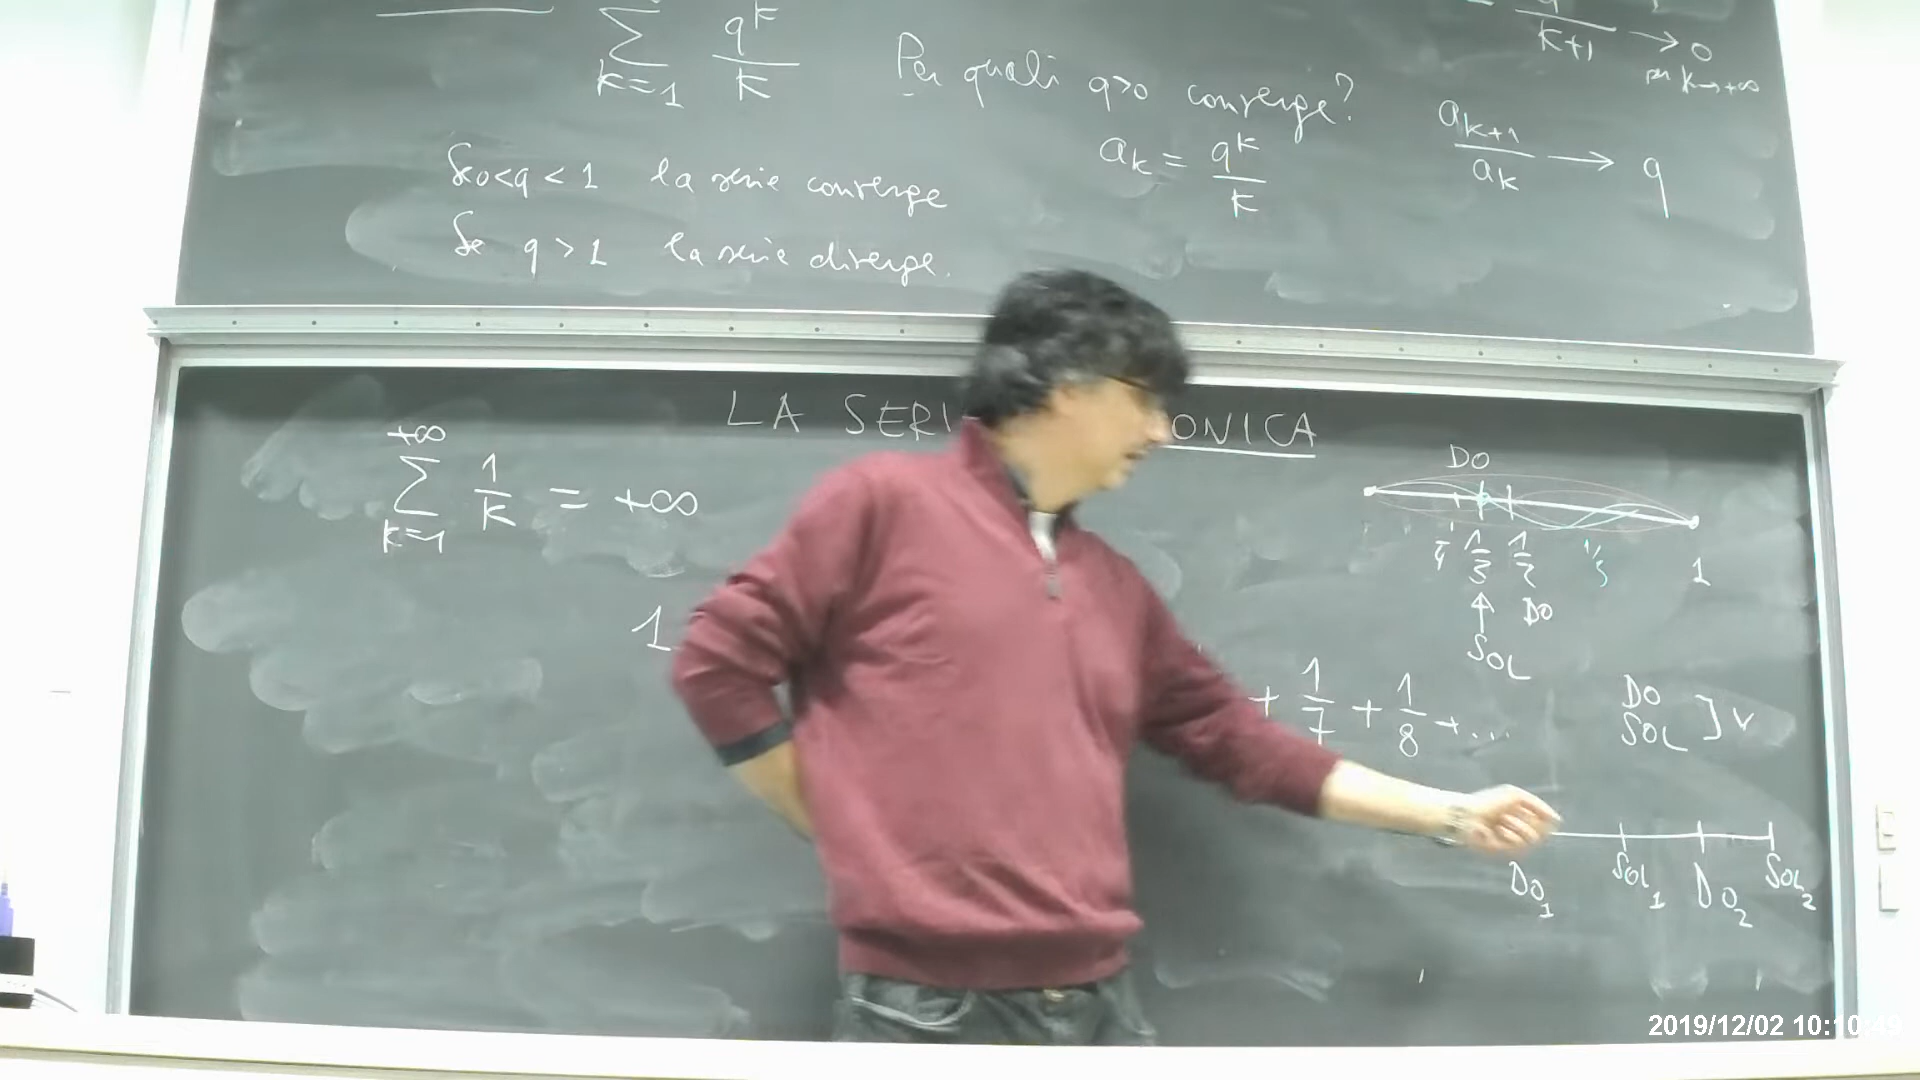 ∑ k=1 q^k/k Per quali q>0 converge?
k+1 → 0
per k→+∞
a_k = q^k/k
a_{k+1}/a_k → q
Se 0<q<1 la serie converge
Se q>1 la serie diverge.
LA SERI ONICA
+∞ ∑ k=1 1/k = +∞
DO
1/4 1/3 1/2 1/3 1
DO
SOL
1
+ 1/7 + 1/8 + ...
DO
SOL ] V
DO_1 SOL_1 DO_2 SOL_2
2019/12/02 10:10:49